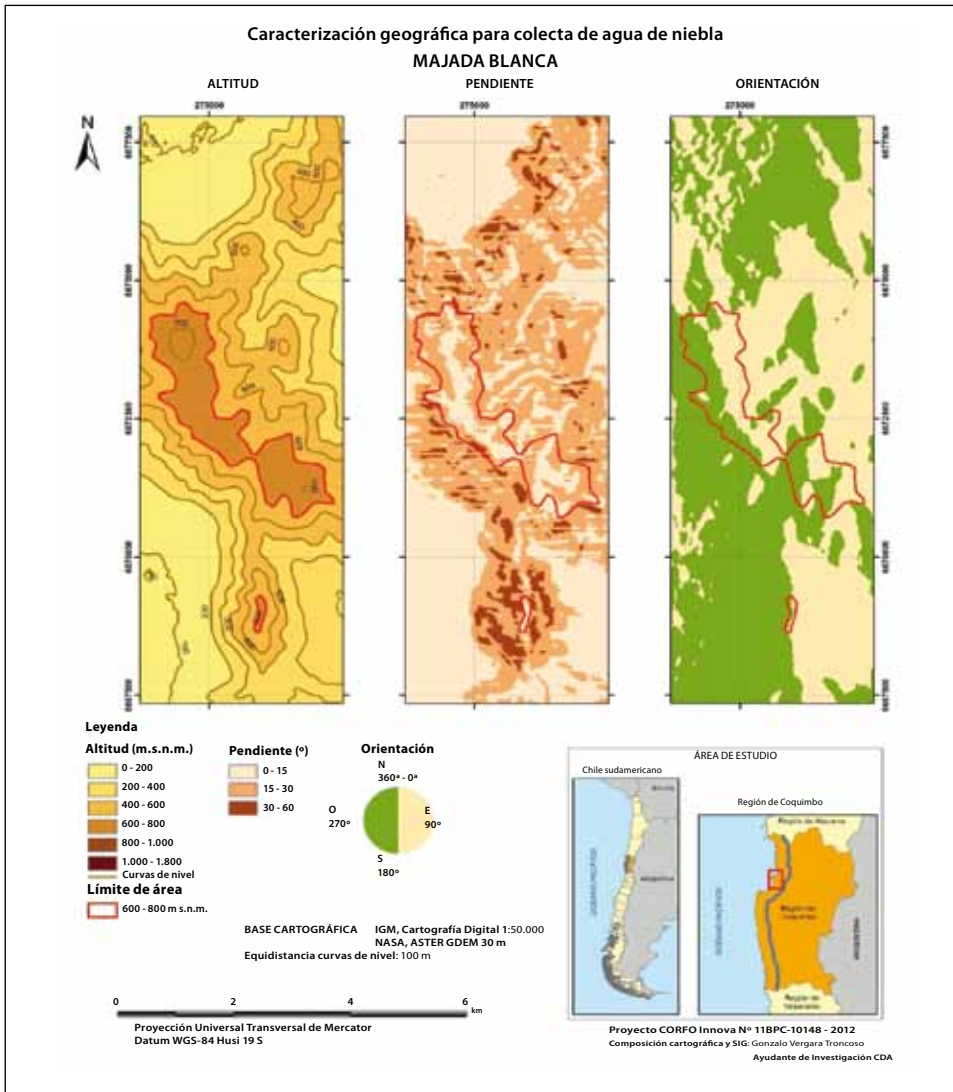 Caracterización geográfica para colecta de agua de niebla
MAJADA BLANCA
ALTITUD
PENDIENTE
ORIENTACIÓN
275000
275000
275000
N
Leyenda
Altitud (m.s.n.m.)
0 - 200
200 - 400
400 - 600
600 - 800
800 - 1.000
1.000 - 1.800
Curvas de nivel
Límite de área
600 - 800 m s.n.m.
Pendiente (º)
0 - 15
15 - 30
30 - 60
Orientación
N
360ª - 0ª
O
270º
E
90º
S
180º
BASE CARTOGRÁFICA IGM, Cartografía Digital 1:50.000
NASA, ASTER GDEM 30 m
Equidistancia curvas de nivel: 100 m
0 2 4 6
km
Proyección Universal Transversal de Mercator
Datum WGS-84 Husi 19 S
ÁREA DE ESTUDIO
Chile sudamericano
Región de Coquimbo
Proyecto CORFO Innova Nº 11BPC-10148 - 2012
Composición cartográfica y SIG: Gonzalo Vergara Troncoso
Ayudante de Investigación CDA